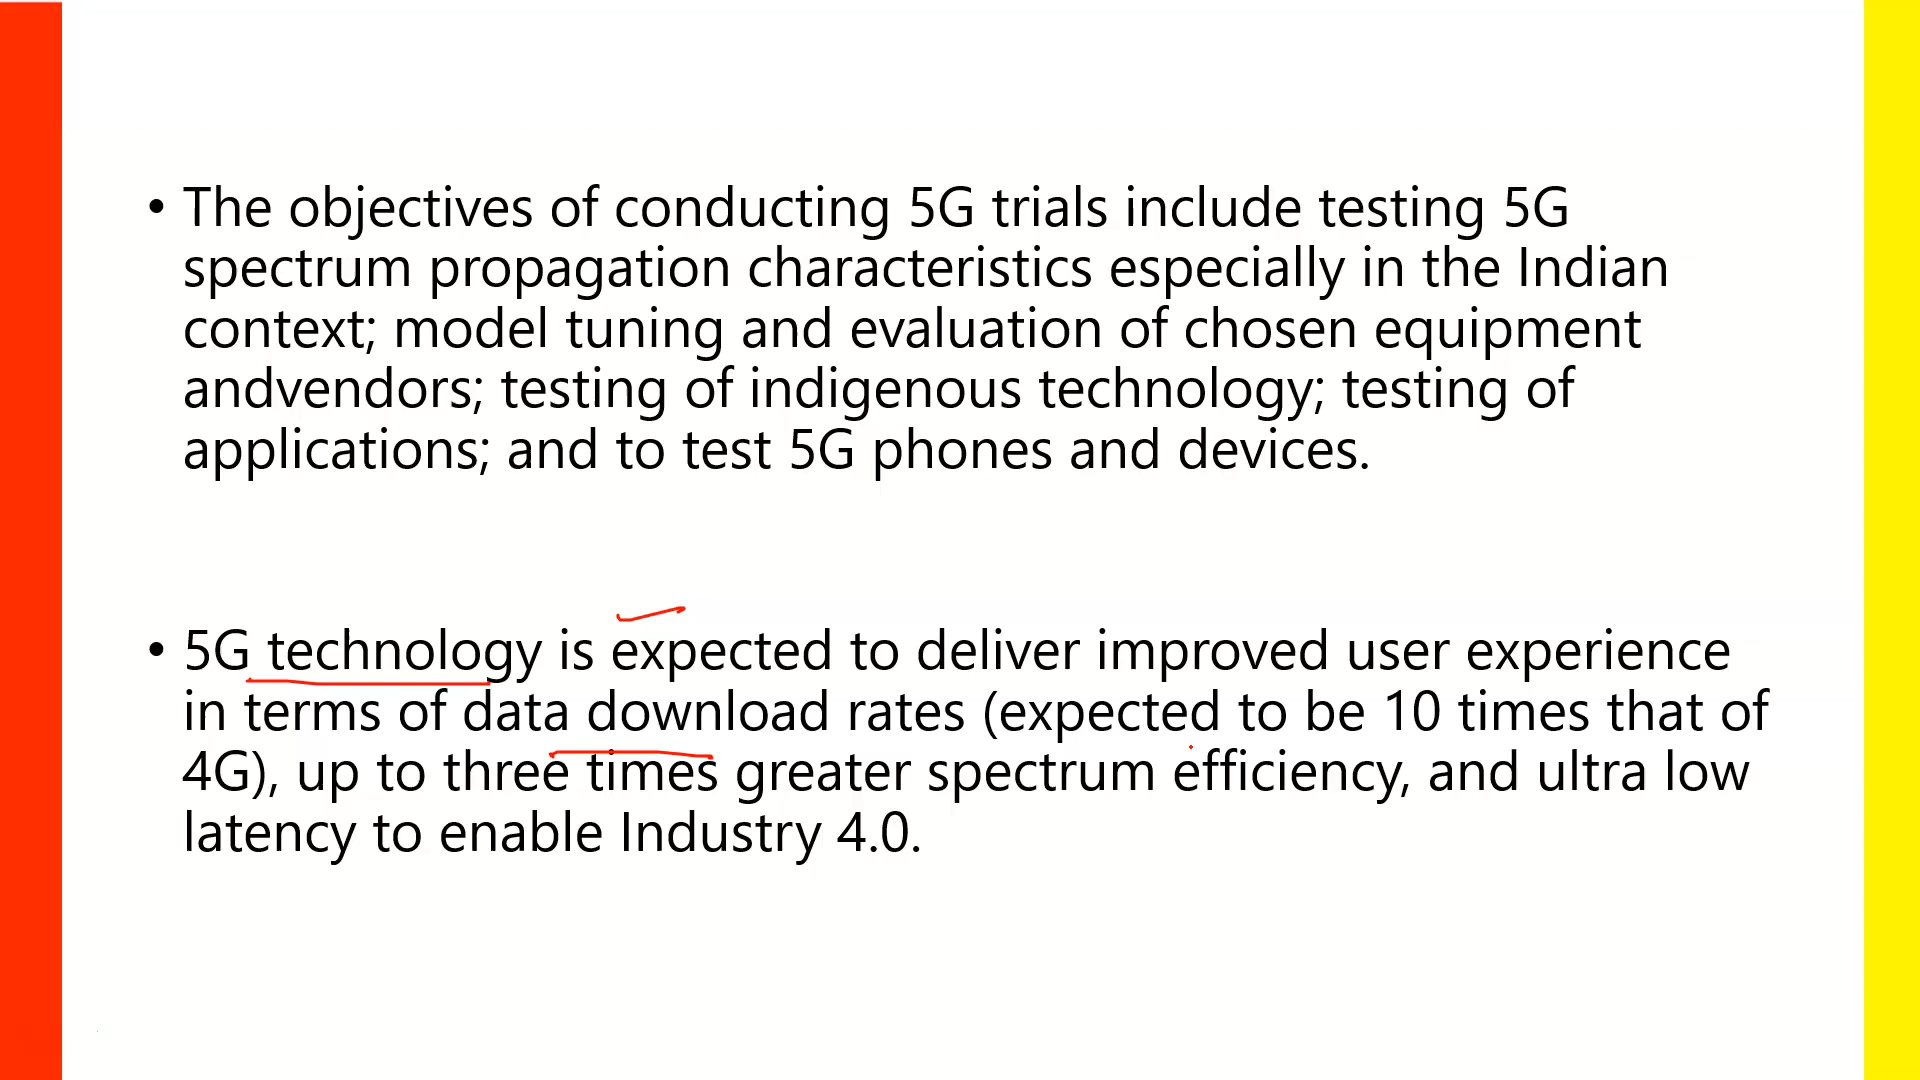 • The objectives of conducting 5G trials include testing 5G
spectrum propagation characteristics especially in the Indian
context; model tuning and evaluation of chosen equipment
andvendors; testing of indigenous technology; testing of
applications; and to test 5G phones and devices.
• 5G technology is expected to deliver improved user experience
in terms of data download rates (expected to be 10 times that of
4G), up to three times greater spectrum efficiency, and ultra low
latency to enable Industry 4.0.